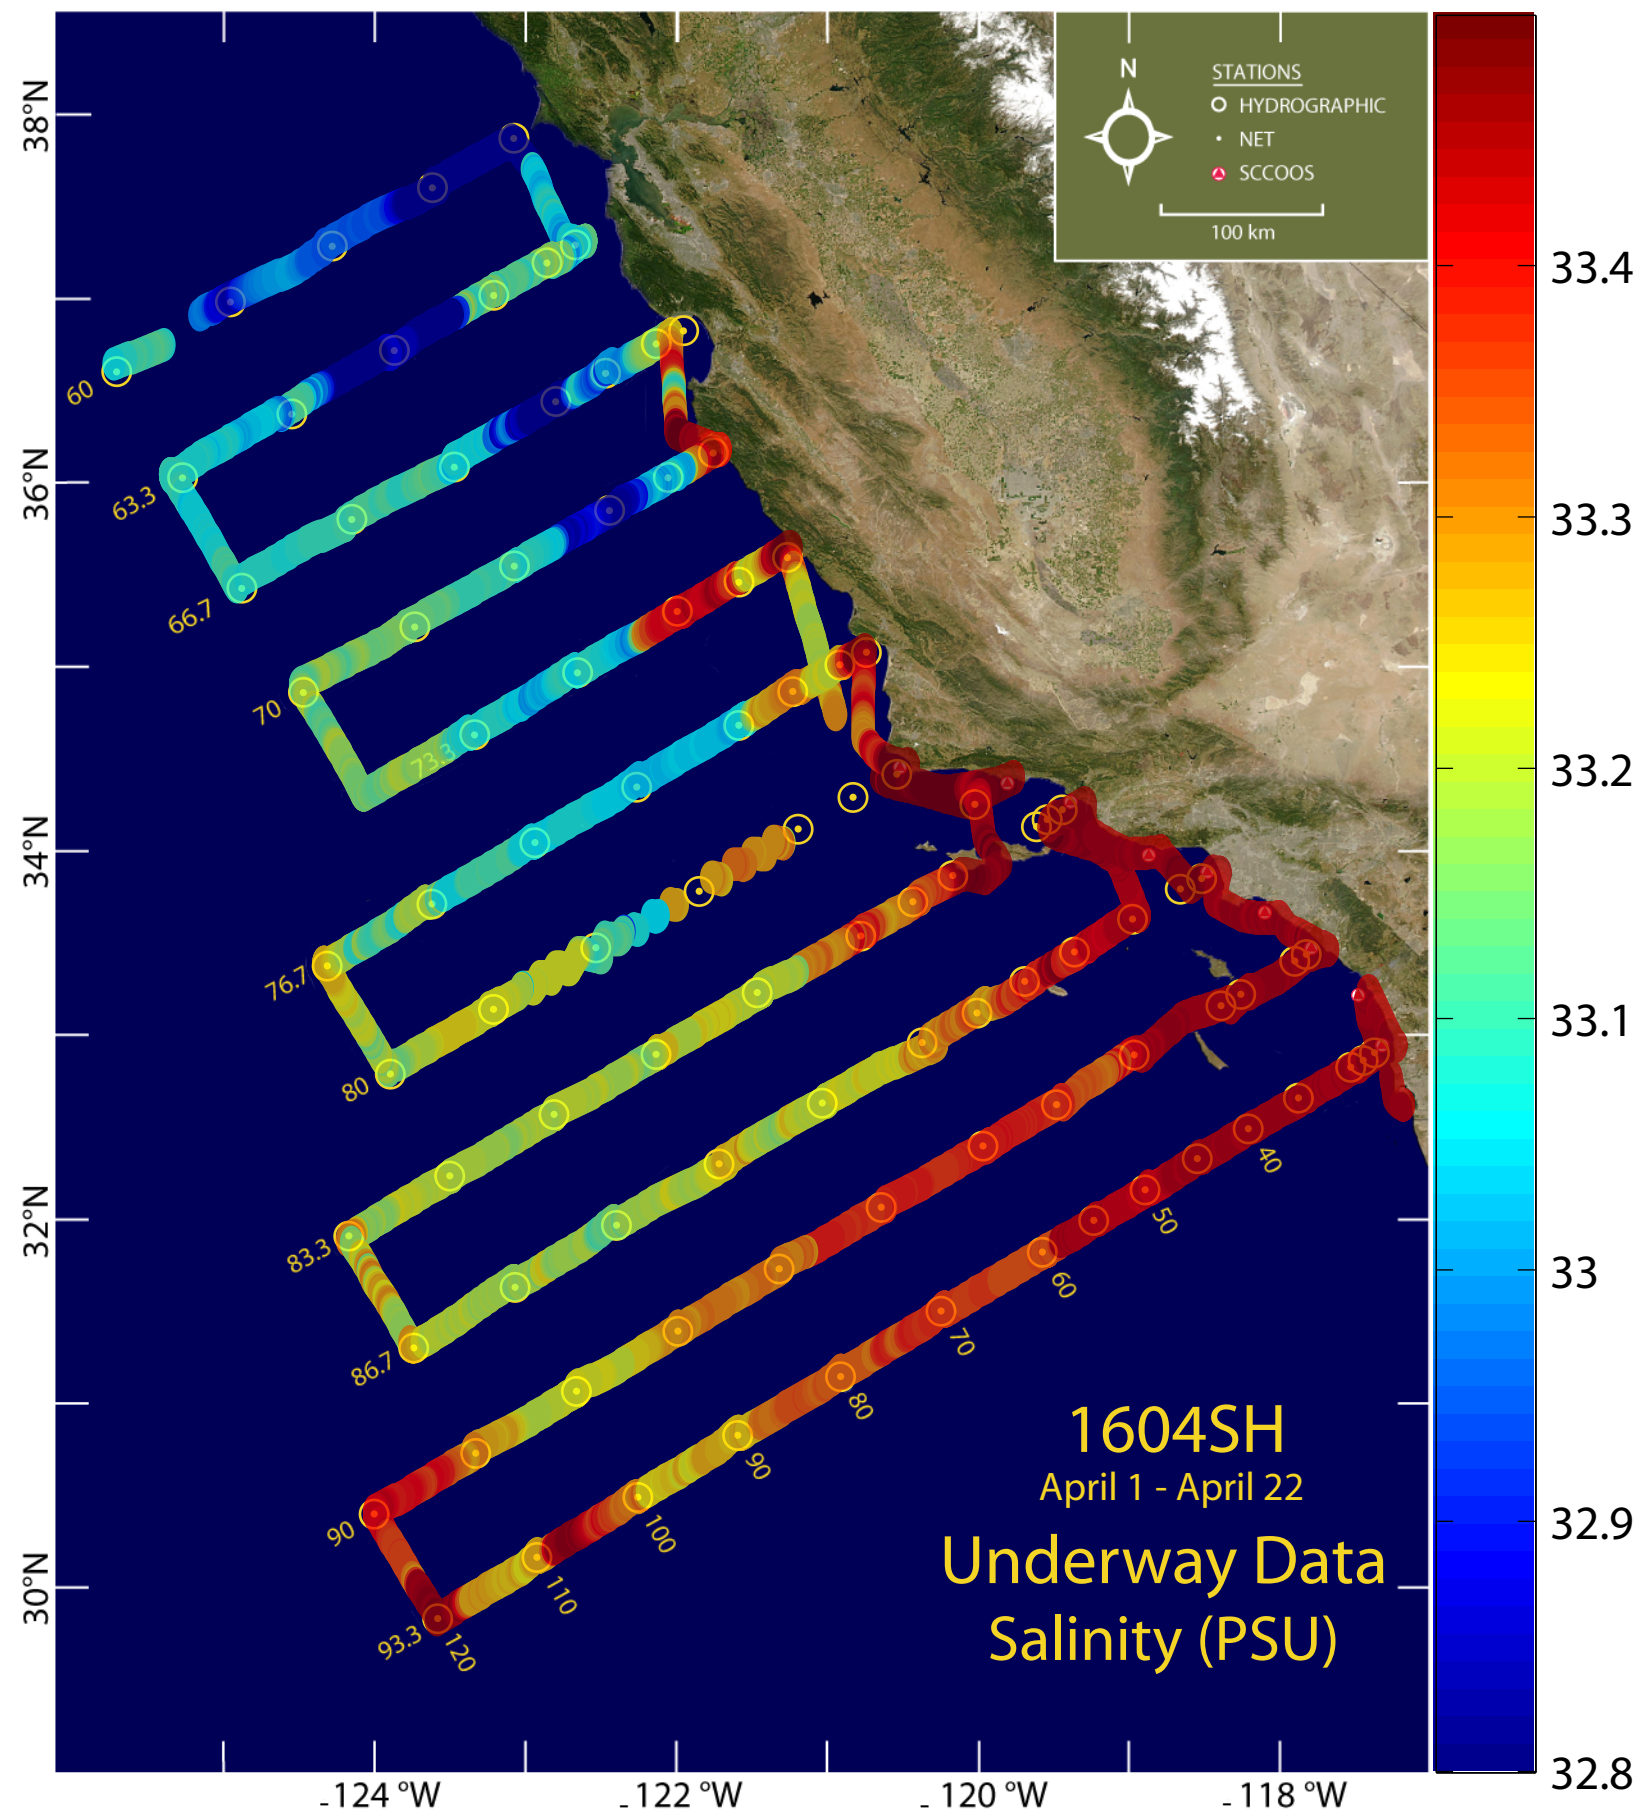 N
STATIONS
HYDROGRAPHIC
NET
SCCOOS
100 km
38°N
36°N
34°N
32°N
30°N
60
63.3
66.7
70
73.3
76.7
80
83.3
86.7
90
93.3
40
50
60
70
80
90
100
110
120
1604SH
April 1 - April 22
Underway Data
Salinity (PSU)
33.4
33.3
33.2
33.1
33
32.9
32.8
-124 °W
-122 °W
-120 °W
-118 °W